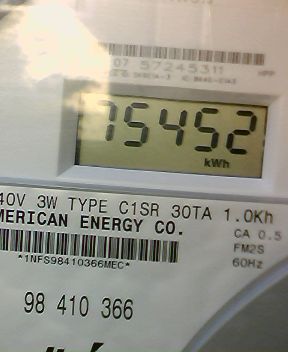 07 57245311
75452
kWh
40V 3W TYPE C1SR 30TA 1.0Kh
MERICAN ENERGY CO.
CA 0.5
FM2S
*1NFS98410366MEC*
60Hz
98 410 366